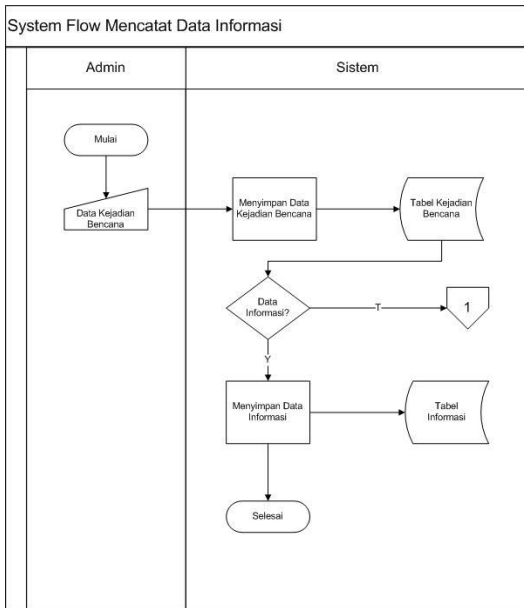 System Flow Mencatat Data Informasi
Admin
Sistem
Mulai
Data Kejadian
Bencana
Menyimpan Data
Kejadian Bencana
Tabel Kejadian
Bencana
Data
Informasi?
T
1
Y
Menyimpan Data
Informasi
Tabel
Informasi
Selesai